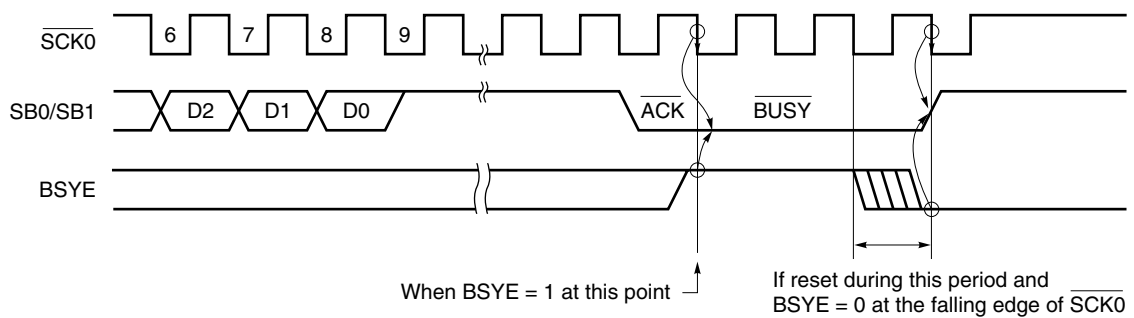 SCK0
6 7 8 9
SB0/SB1
D2 D1 D0
ACK BUSY
BSYE
When BSYE = 1 at this point
If reset during this period and
BSYE = 0 at the falling edge of SCK0